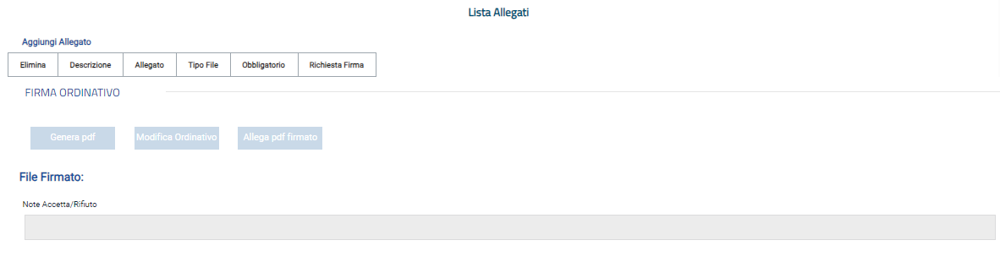 Lista Allegati
Aggiungi Allegato
Elimina Descrizione Allegato Tipo File Obbligatorio Richiesta Firma
FIRMA ORDINATIVO
Genera pdf Modifica Ordinativo Allega pdf firmato
File Firmato:
Note Accetta/Rifiuto